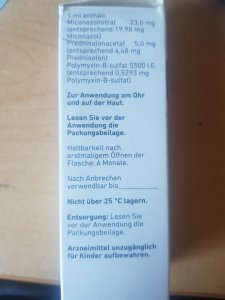 1 ml enthält:
Miconazolnitrat 23,0 mg
(entsprechend 19,98 mg
Miconazol)
Prednisolonacetat 5,0 mg
(entsprechend 4,48 mg
Prednisolon)
Polymyxin-B-sulfat 5500 I.E.
(entsprechend 0,5293 mg
Polymyxin-B-sulfat)
Zur Anwendung am Ohr
und auf der Haut.
Lesen Sie vor der
Anwendung die
Packungsbeilage.
Haltbarkeit nach
erstmaligem Öffnen der
Flasche: 6 Monate.
Nach Anbrechen
verwendbar bis
Nicht über 25 °C lagern.
Entsorgung: Lesen Sie
vor der Anwendung die
Packungsbeilage.
Arzneimittel unzugänglich
für Kinder aufbewahren.